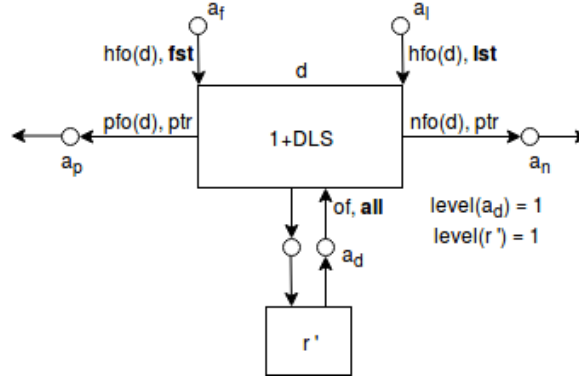 a_f a_l
hfo(d), fst hfo(d), lst
d
pfo(d), ptr 1+DLS nfo(d), ptr
a_p a_n
of, all level(a_d) = 1
level(r ') = 1
a_d
r '